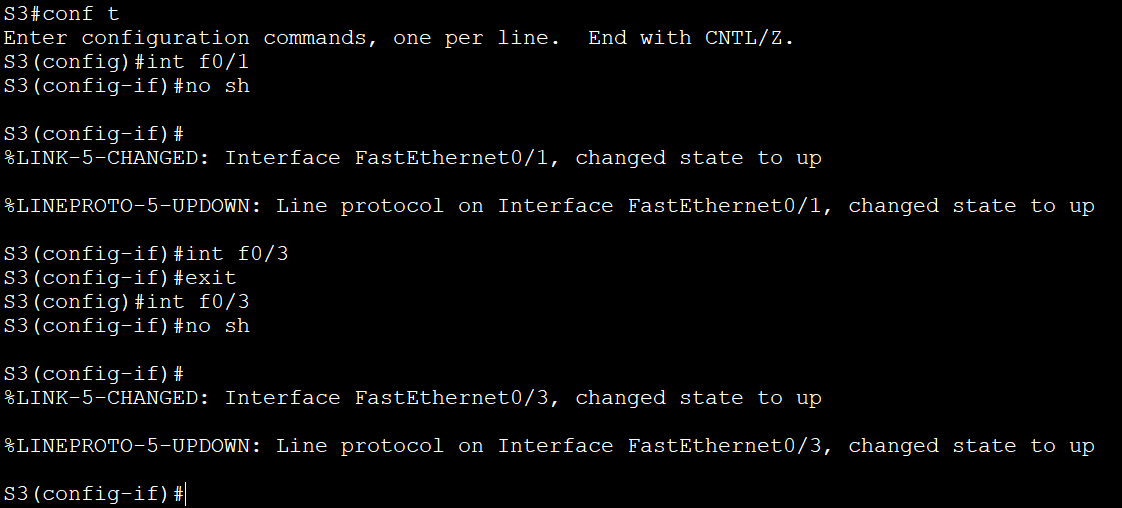 S3#conf t
Enter configuration commands, one per line.  End with CNTL/Z.
S3(config)#int f0/1
S3(config-if)#no sh
S3(config-if)#
%LINK-5-CHANGED: Interface FastEthernet0/1, changed state to up
%LINEPROTO-5-UPDOWN: Line protocol on Interface FastEthernet0/1, changed state to up
S3(config-if)#int f0/3
S3(config-if)#exit
S3(config)#int f0/3
S3(config-if)#no sh
S3(config-if)#
%LINK-5-CHANGED: Interface FastEthernet0/3, changed state to up
%LINEPROTO-5-UPDOWN: Line protocol on Interface FastEthernet0/3, changed state to up
S3(config-if)#